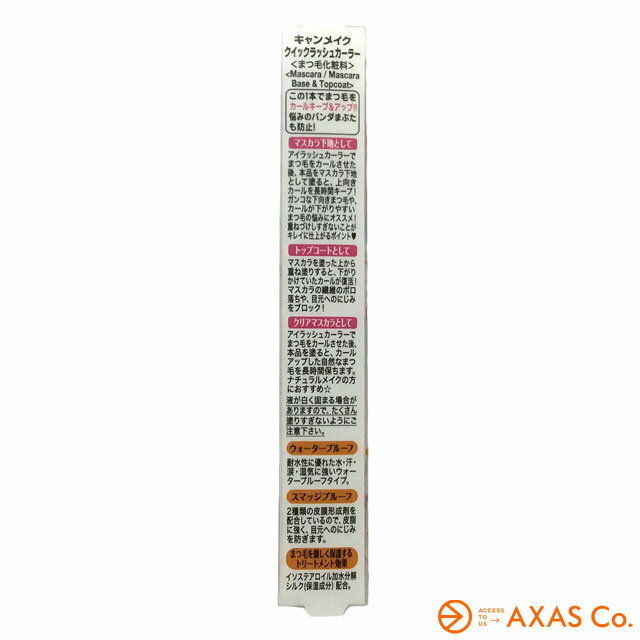 キャンメイク
クイックラッシュカーラー
<まつ毛化粧料>
<Mascara / Mascara
Base & Topcoat>
この1本でまつ毛を
カールキープ&アップ!!
悩みのパンダまぶた
も防止!
マスカラ下地として
アイラッシュカーラーで
まつ毛をカールさせた
後、本品をマスカラ下地
として塗ると、上向き
カールを長時間キープ!
ガンコな下向きまつ毛や、
カールが下がりやすい
まつ毛の悩みにオススメ!
重ねづけしすぎないことが
キレイに仕上がるポイント♥
トップコートとして
マスカラを塗った上から
重ね塗りすると、下がり
かけていたカールが復活!
マスカラの繊維のポロ
落ちや、目元へのにじみ
をブロック!
クリアマスカラとして
アイラッシュカーラーで
まつ毛をカールさせた後、
本品を塗ると、カール
アップした自然なまつ
毛を長時間保ちます。
ナチュラルメイクの方
におすすめ☆
液が白く固まる場合が
ありますので、たくさん
塗りすぎないようにご
注意下さい。
ウォータープルーフ
耐水性に優れた水・汗・
涙・湿気に強いウォー
タープルーフタイプ。
スマッジプルーフ
2種類の皮膜形成剤を
配合しているので、皮脂
に強く、目元へのにじみ
を防ぎます。
まつ毛を優しく保護する
トリートメント効果
イソステアロイル加水分解
シルク(保湿成分)配合。
ACCESS
TO
US
AXAS Co.